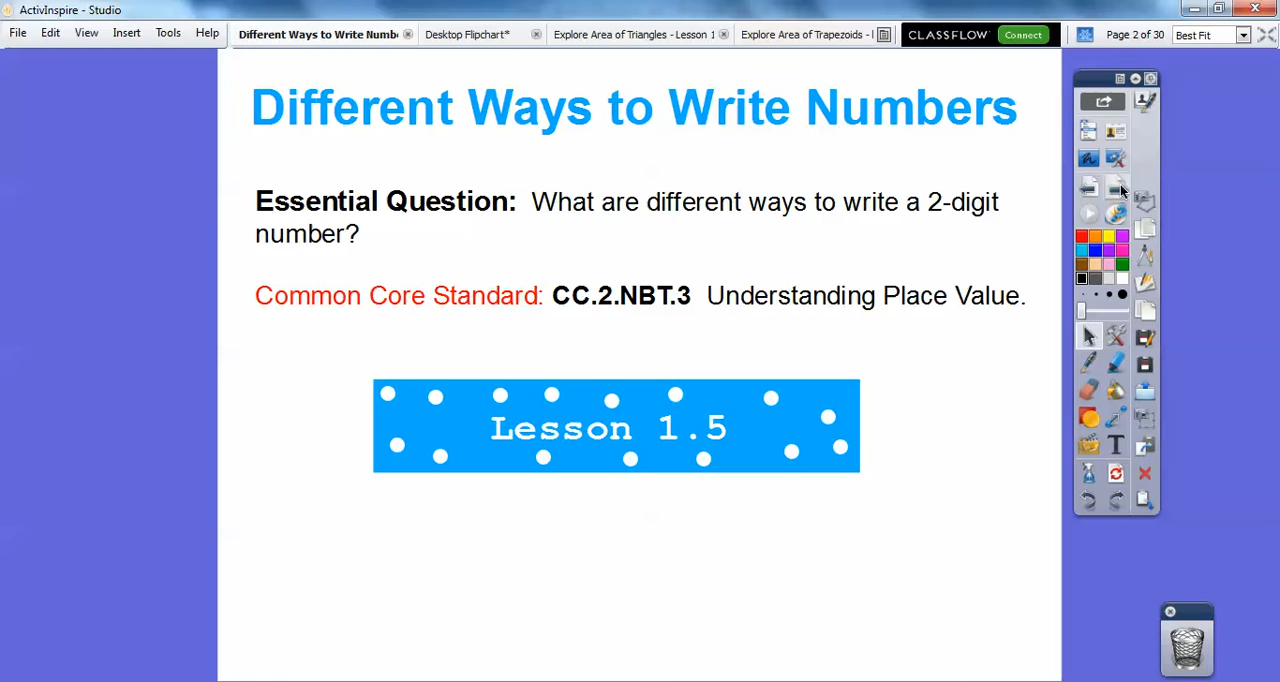 ActivInspire - Studio
File Edit View Insert Tools Help
Different Ways to Write Numb
Desktop Flipchart*
Explore Area of Triangles - Lesson 1
Explore Area of Trapezoids - 
CLASSFLOW Connect
Page 2 of 30
Best Fit
Different Ways to Write Numbers
Essential Question: What are different ways to write a 2-digit
number?
Common Core Standard: CC.2.NBT.3 Understanding Place Value.
Lesson 1.5